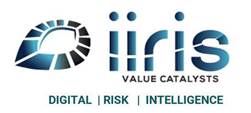 iiris
VALUE CATALYSTS
DIGITAL | RISK | INTELLIGENCE